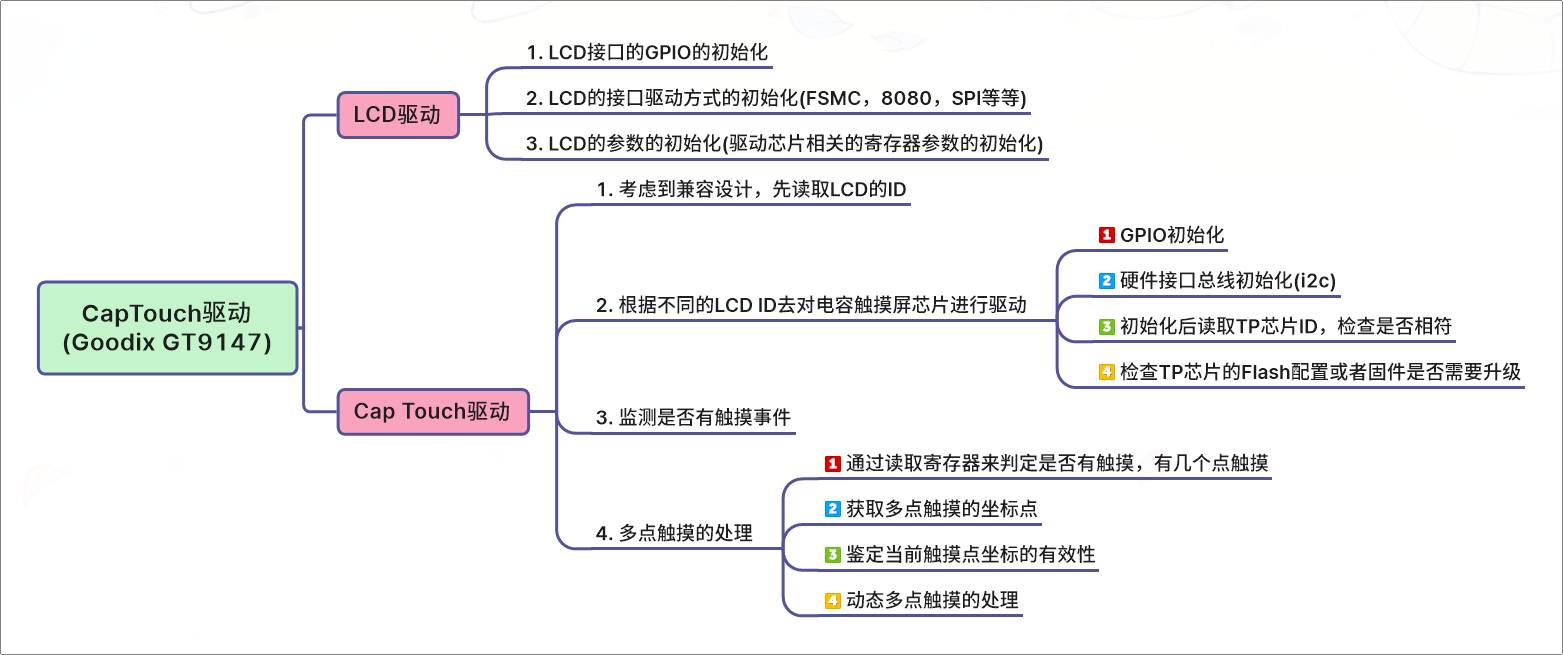 CapTouch驱动
(Goodix GT9147)
LCD驱动
1. LCD接口的GPIO的初始化
2. LCD的接口驱动方式的初始化(FSMC，8080，SPI等等)
3. LCD的参数的初始化(驱动芯片相关的寄存器参数的初始化)
Cap Touch驱动
1. 考虑到兼容设计，先读取LCD的ID
2. 根据不同的LCD ID去对电容触摸屏芯片进行驱动
1 GPIO初始化
2 硬件接口总线初始化(i2c)
3 初始化后读取TP芯片ID，检查是否相符
4 检查TP芯片的Flash配置或者固件是否需要升级
3. 监测是否有触摸事件
4. 多点触摸的处理
1 通过读取寄存器来判定是否有触摸，有几个点触摸
2 获取多点触摸的坐标点
3 鉴定当前触摸点坐标的有效性
4 动态多点触摸的处理